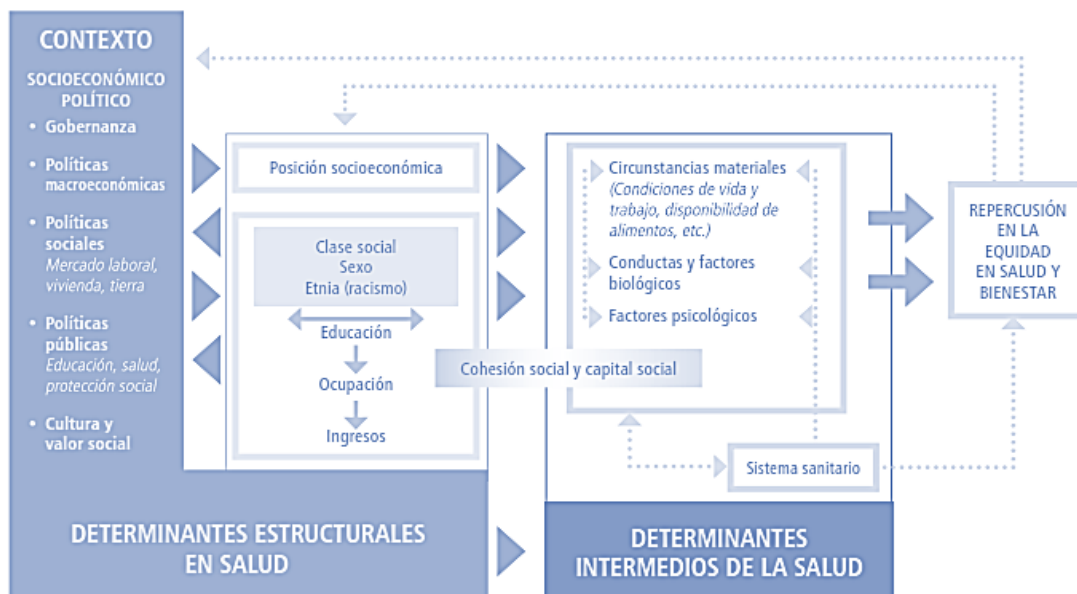 CONTEXTO
SOCIOECONÓMICO
POLÍTICO
• Gobernanza
• Políticas
macroeconómicas
• Políticas
sociales
Mercado laboral,
vivienda, tierra
• Políticas
públicas
Educación, salud,
protección social
• Cultura y
valor social
Posición socioeconómica
Clase social
Sexo
Etnia (racismo)
Educación
Ocupación
Ingresos
Cohesión social y capital social
Circunstancias materiales
(Condiciones de vida y
trabajo, disponibilidad de
alimentos, etc.)
Conductas y factores
biológicos
Factores psicológicos
Sistema sanitario
REPERCUSIÓN
EN LA
EQUIDAD
EN SALUD Y
BIENESTAR
DETERMINANTES ESTRUCTURALES
EN SALUD
DETERMINANTES
INTERMEDIOS DE LA SALUD